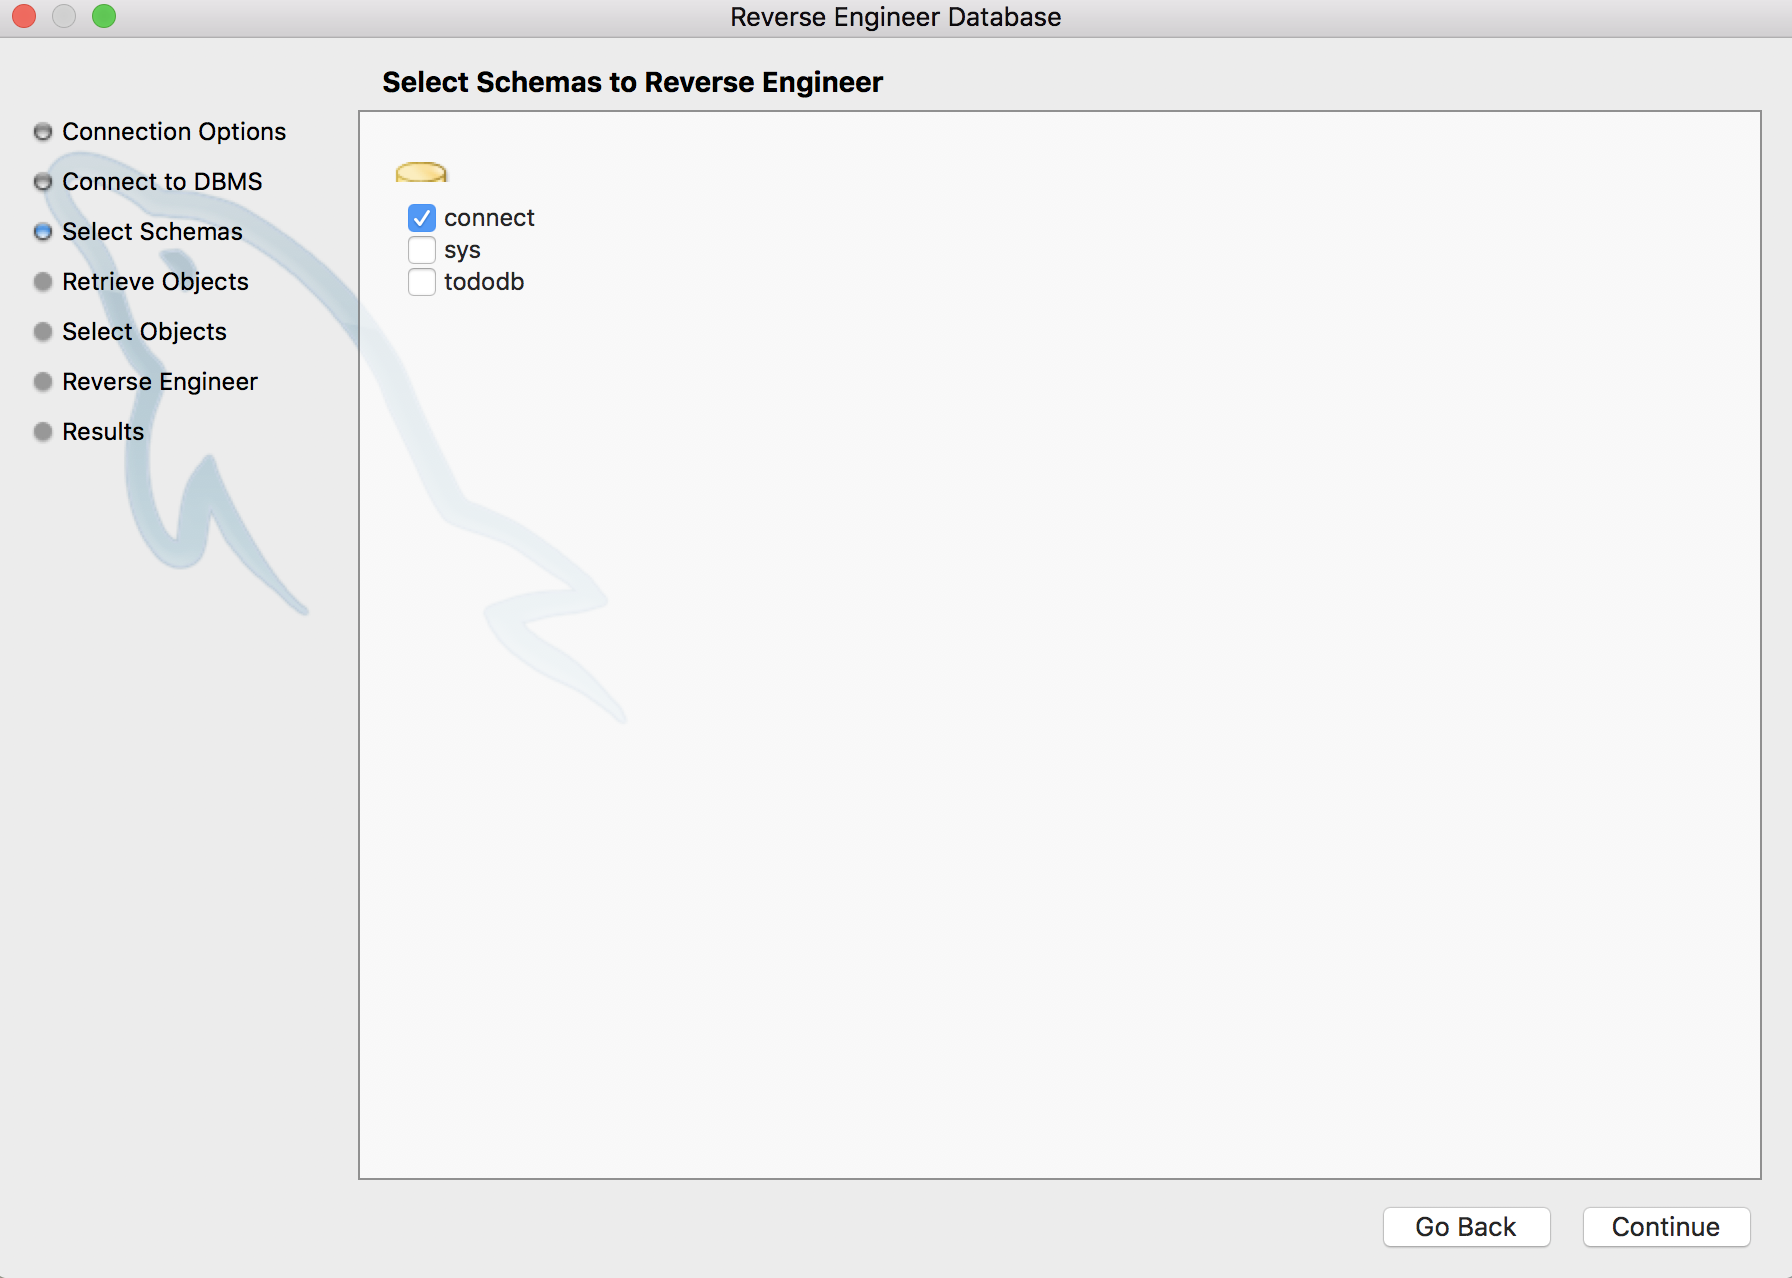 Reverse Engineer Database
Select Schemas to Reverse Engineer
Connection Options
Connect to DBMS
Select Schemas
Retrieve Objects
Select Objects
Reverse Engineer
Results
connect
sys
tododb
Go Back
Continue